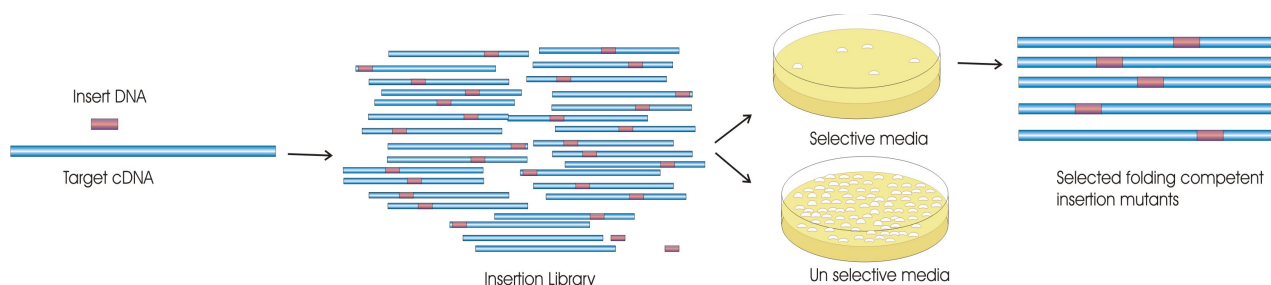 Insert DNA
Target cDNA
Insertion Library
Selective media
Un selective media
Selected folding competent
insertion mutants